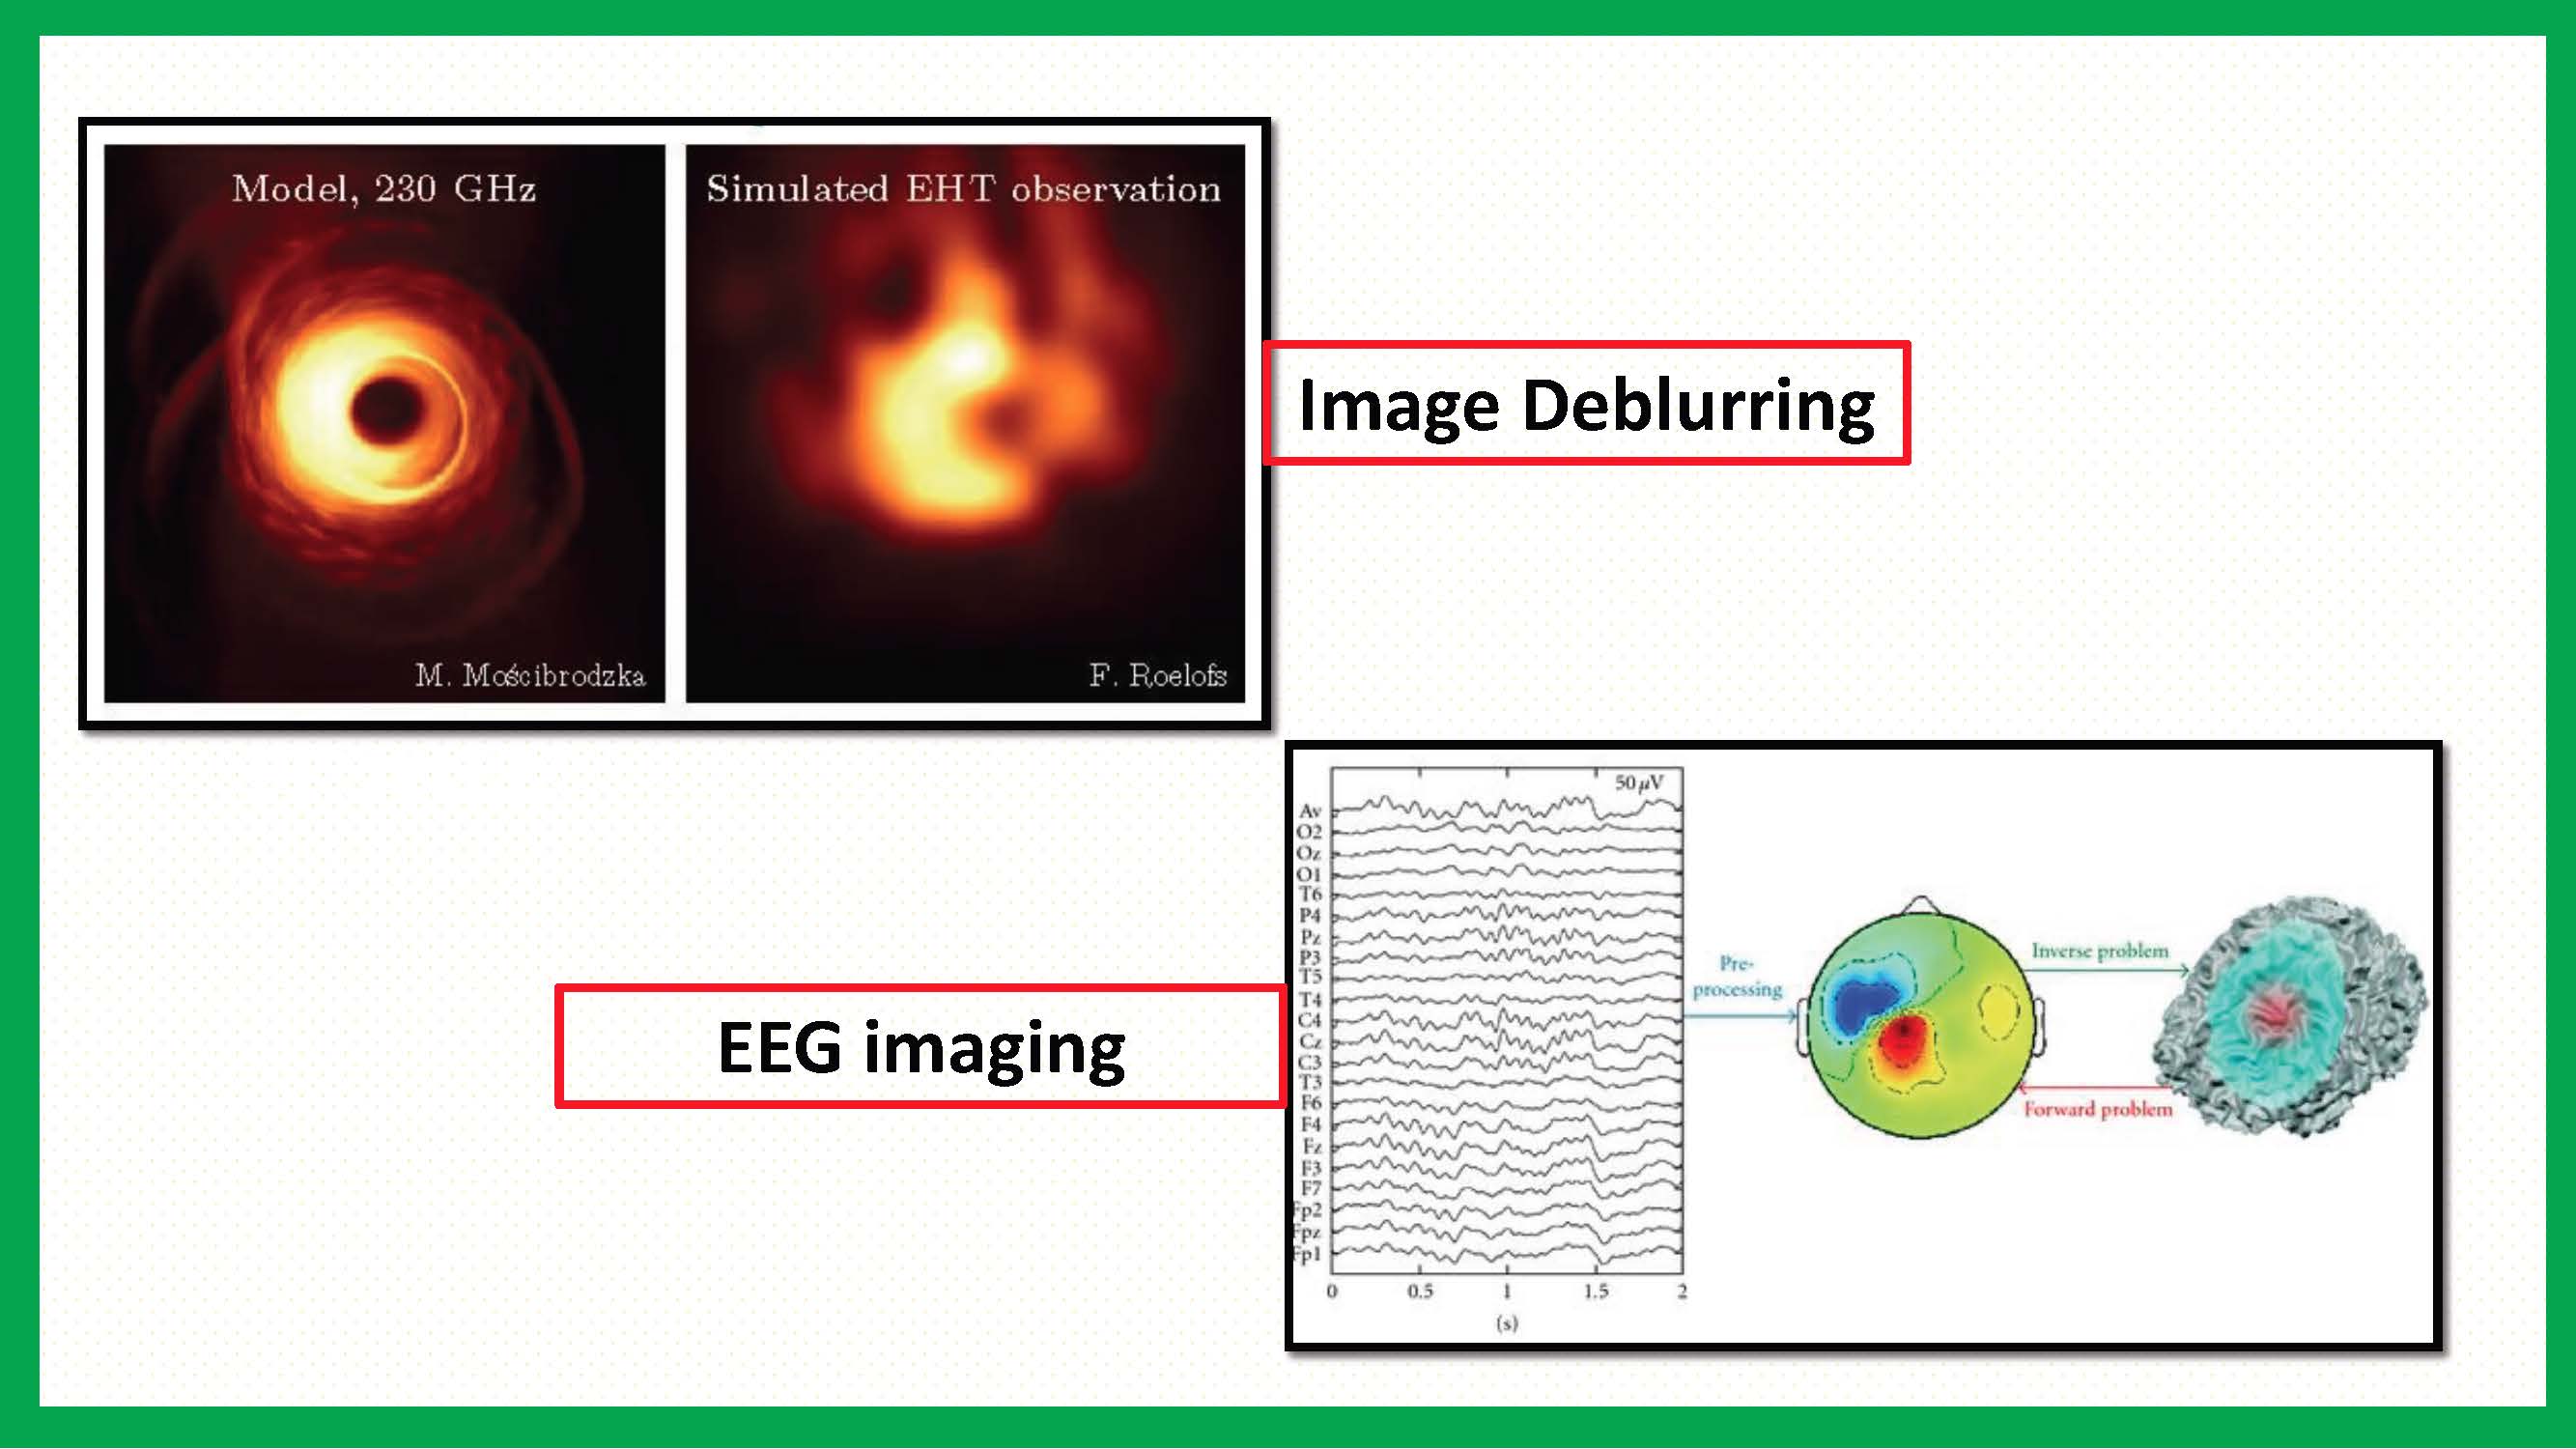 Model, 230 GHz
Simulated EHT observation
M. Mościbrodzka
F. Roelofs
Image Deblurring
EEG imaging
50 μV
Av
O2
Oz
O1
T6
P4
Pz
P3
T5
T4
C4
Cz
C3
T3
F6
F4
Fz
F3
F7
Fp2
Fpz
Fp1
0 0.5 1 1.5 2
(s)
Pre-
processing
Inverse problem
Forward problem